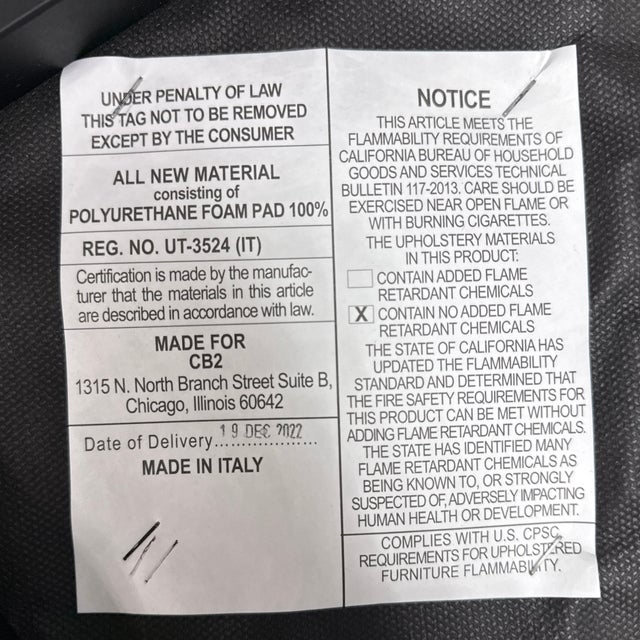 UNDER PENALTY OF LAW
THIS TAG NOT TO BE REMOVED
EXCEPT BY THE CONSUMER
ALL NEW MATERIAL
consisting of
POLYURETHANE FOAM PAD 100%
REG. NO. UT-3524 (IT)
Certification is made by the manufac-
turer that the materials in this article
are described in accordance with law.
MADE FOR
CB2
1315 N. North Branch Street Suite B,
Chicago, Illinois 60642
Date of Delivery 19 DEC 2022
MADE IN ITALY
NOTICE
THIS ARTICLE MEETS THE
FLAMMABILITY REQUIREMENTS OF
CALIFORNIA BUREAU OF HOUSEHOLD
GOODS AND SERVICES TECHNICAL
BULLETIN 117-2013. CARE SHOULD BE
EXERCISED NEAR OPEN FLAME OR
WITH BURNING CIGARETTES.
THE UPHOLSTERY MATERIALS
IN THIS PRODUCT:
CONTAIN ADDED FLAME
RETARDANT CHEMICALS
X CONTAIN NO ADDED FLAME
RETARDANT CHEMICALS
THE STATE OF CALIFORNIA HAS
UPDATED THE FLAMMABILITY
STANDARD AND DETERMINED THAT
THE FIRE SAFETY REQUIREMENTS FOR
THIS PRODUCT CAN BE MET WITHOUT
ADDING FLAME RETARDANT CHEMICALS.
THE STATE HAS IDENTIFIED MANY
FLAME RETARDANT CHEMICALS AS
BEING KNOWN TO, OR STRONGLY
SUSPECTED OF, ADVERSELY IMPACTING
HUMAN HEALTH OR DEVELOPMENT.
COMPLIES WITH U.S. CPSC
REQUIREMENTS FOR UPHOLSTERED
FURNITURE FLAMMABILITY.